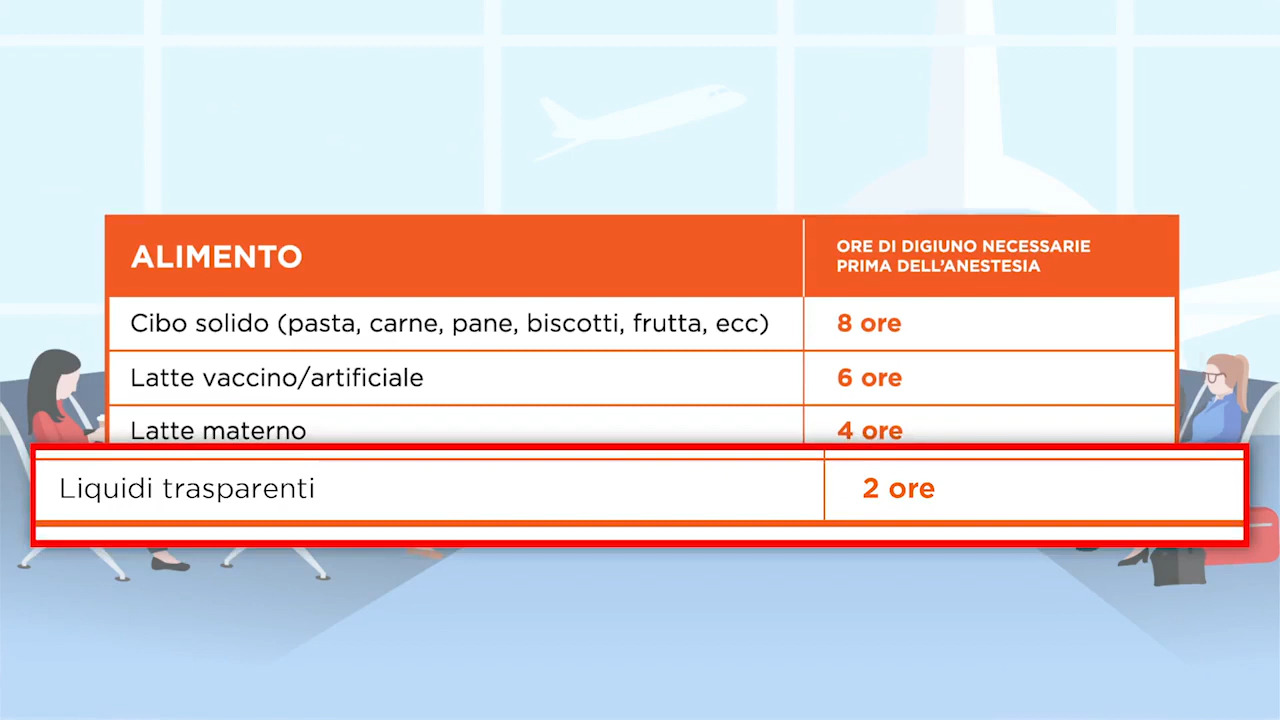 ALIMENTO
ORE DI DIGIUNO NECESSARIE
PRIMA DELL'ANESTESIA
Cibo solido (pasta, carne, pane, biscotti, frutta, ecc)
8 ore
Latte vaccino/artificiale
6 ore
Latte materno
4 ore
Liquidi trasparenti
2 ore